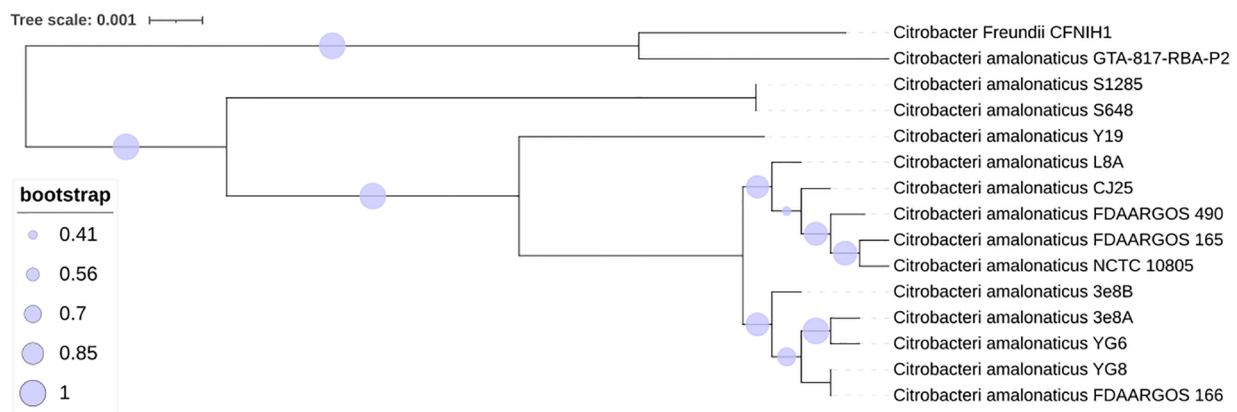 Tree scale: 0.001
Citrobacter Freundii CFNIH1
Citrobacteri amalonaticus GTA-817-RBA-P2
Citrobacteri amalonaticus S1285
Citrobacteri amalonaticus S648
Citrobacteri amalonaticus Y19
Citrobacteri amalonaticus L8A
Citrobacteri amalonaticus CJ25
Citrobacteri amalonaticus FDAARGOS 490
Citrobacteri amalonaticus FDAARGOS 165
Citrobacteri amalonaticus NCTC 10805
Citrobacteri amalonaticus 3e8B
Citrobacteri amalonaticus 3e8A
Citrobacteri amalonaticus YG6
Citrobacteri amalonaticus YG8
Citrobacteri amalonaticus FDAARGOS 166
bootstrap
0.41
0.56
0.7
0.85
1